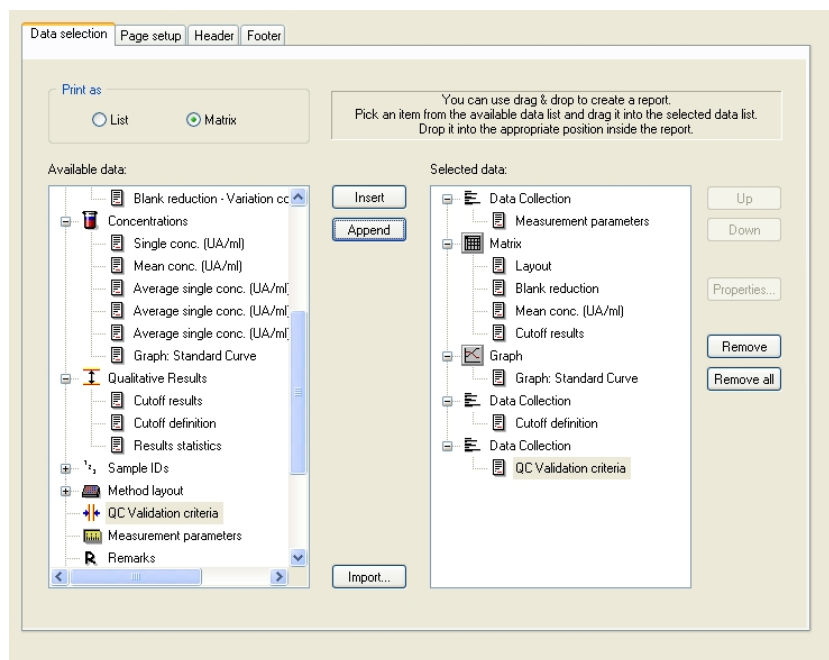 Data selection Page setup Header Footer
Print as
List Matrix
You can use drag & drop to create a report.
Pick an item from the available data list and drag it into the selected data list.
Drop it into the appropriate position inside the report.
Available data:
Blank reduction - Variation cc
Concentrations
Single conc. (UA/ml)
Mean conc. (UA/ml)
Average single conc. (UA/ml
Average single conc. (UA/ml
Average single conc. (UA/ml
Graph: Standard Curve
Qualitative Results
Cutoff results
Cutoff definition
Results statistics
Sample IDs
Method layout
QC Validation criteria
Measurement parameters
Remarks
Insert
Append
Import...
Selected data:
Data Collection
Measurement parameters
Matrix
Layout
Blank reduction
Mean conc. (UA/ml)
Cutoff results
Graph
Graph: Standard Curve
Data Collection
Cutoff definition
Data Collection
QC Validation criteria
Up
Down
Properties...
Remove
Remove all